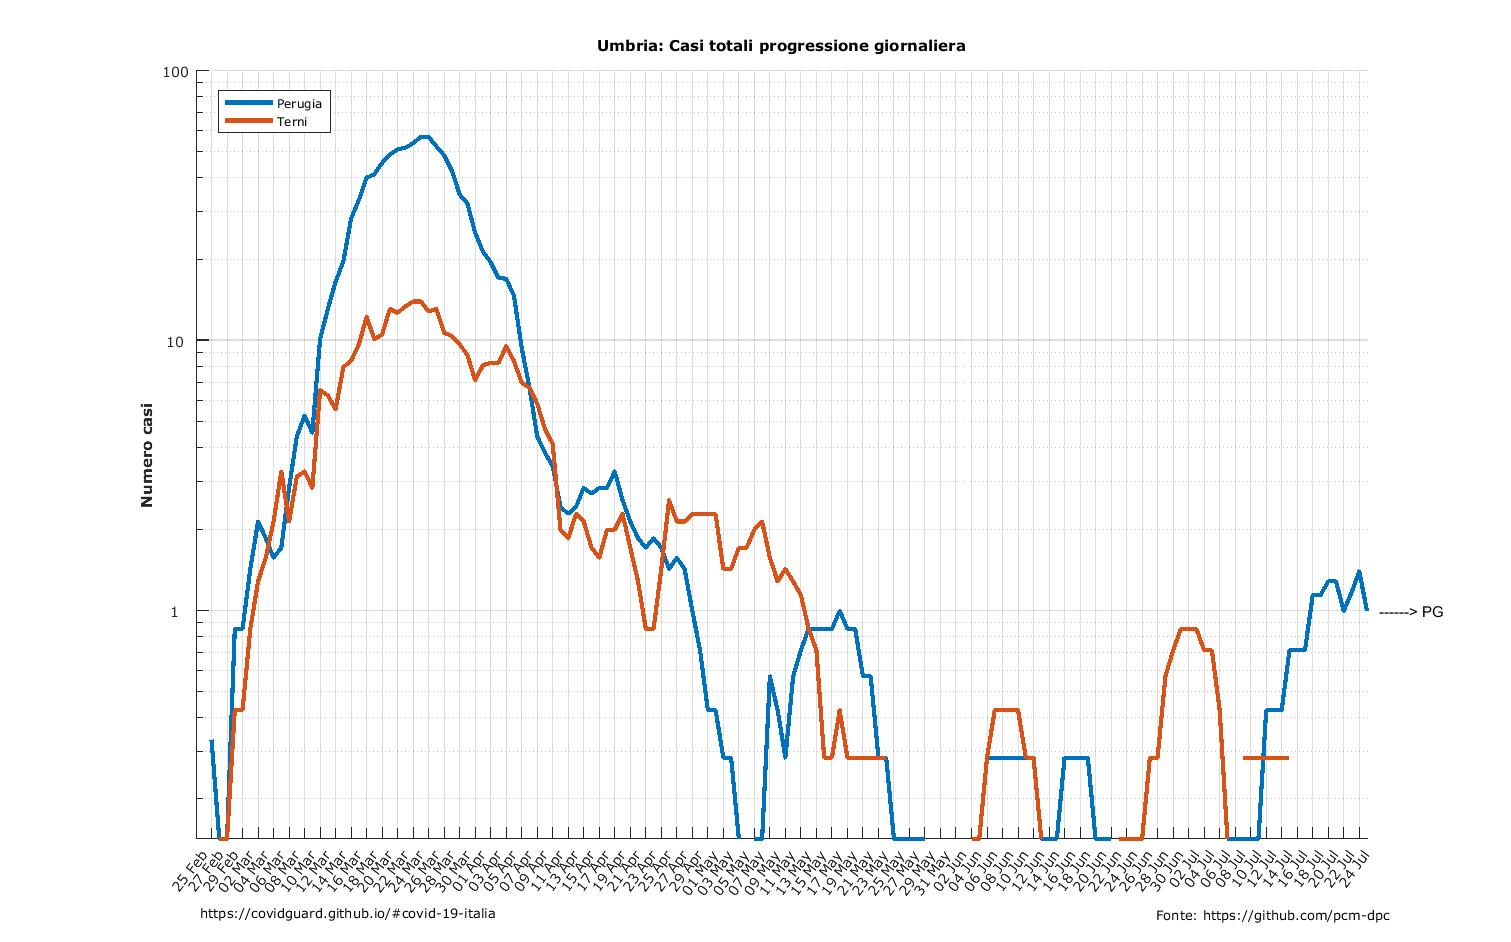 Umbria: Casi totali progressione giornaliera
100
Perugia
Terni
10
Numero casi
1
------> PG
25 Feb
27 Feb
29 Feb
02 Mar
04 Mar
06 Mar
08 Mar
10 Mar
12 Mar
14 Mar
16 Mar
18 Mar
20 Mar
22 Mar
24 Mar
26 Mar
28 Mar
30 Mar
01 Apr
03 Apr
05 Apr
07 Apr
09 Apr
11 Apr
13 Apr
15 Apr
17 Apr
19 Apr
21 Apr
23 Apr
25 Apr
27 Apr
29 Apr
01 May
03 May
05 May
07 May
09 May
11 May
13 May
15 May
17 May
19 May
21 May
23 May
25 May
27 May
29 May
31 May
02 Jun
04 Jun
06 Jun
08 Jun
10 Jun
12 Jun
14 Jun
16 Jun
18 Jun
20 Jun
22 Jun
24 Jun
26 Jun
28 Jun
30 Jun
02 Jul
04 Jul
06 Jul
08 Jul
10 Jul
12 Jul
14 Jul
16 Jul
18 Jul
20 Jul
22 Jul
24 Jul
https://covidguard.github.io/#covid-19-italia
Fonte: https://github.com/pcm-dpc